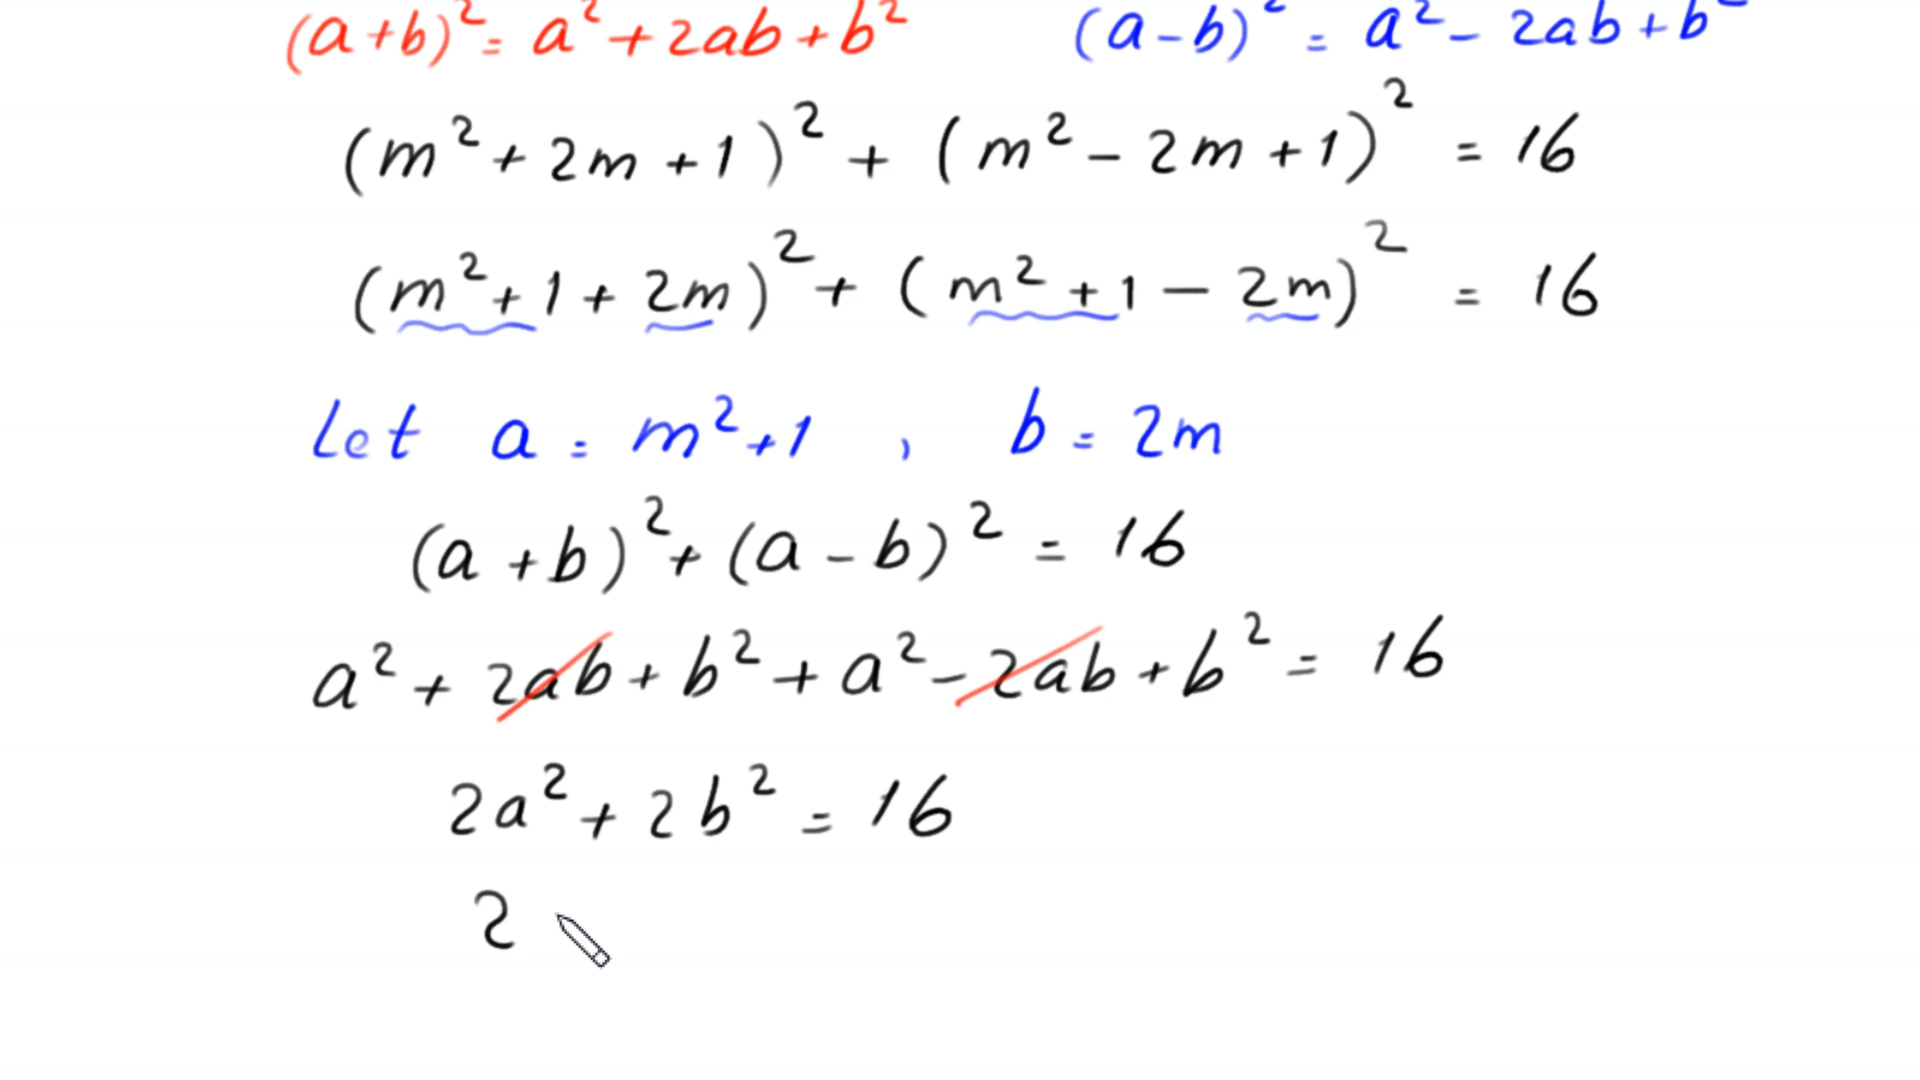 (a+b)² = a² + 2ab + b² (a-b)² = a² - 2ab + b²
(m² + 2m + 1)² + (m² - 2m + 1)² = 16
(m² + 1 + 2m)² + (m² + 1 - 2m)² = 16
Let a = m² + 1 , b = 2m
(a + b)² + (a - b)² = 16
a² + 2ab + b² + a² - 2ab + b² = 16
2a² + 2b² = 16
2